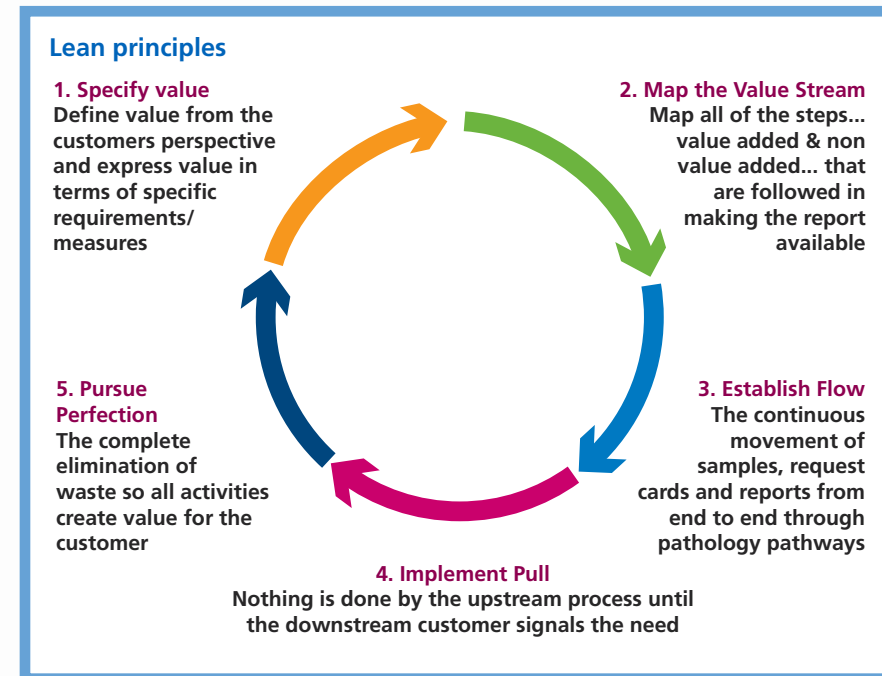 Lean principles
1. Specify value
Define value from the
customers perspective
and express value in
terms of specific
requirements/
measures
2. Map the Value Stream
Map all of the steps...
value added & non
value added... that
are followed in
making the report
available
3. Establish Flow
The continuous
movement of
samples, request
cards and reports from
end to end through
pathology pathways
4. Implement Pull
Nothing is done by the upstream process until
the downstream customer signals the need
5. Pursue
Perfection
The complete
elimination of
waste so all activities
create value for the
customer